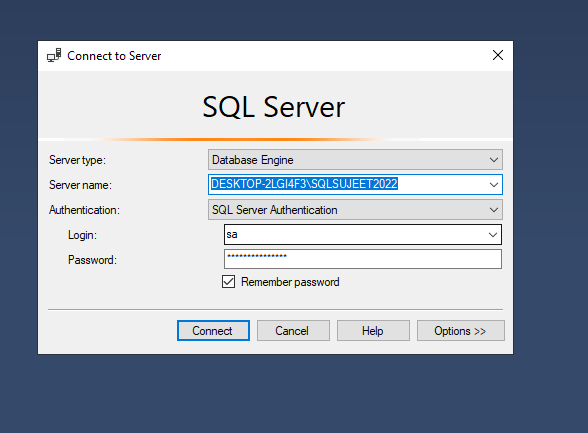 Connect to Server
SQL Server
Server type: Database Engine
Server name: DESKTOP-2LGI4F3\SQLSUJEET2022
Authentication: SQL Server Authentication
Login: sa
Password: ***************
Remember password
Connect Cancel Help Options >>